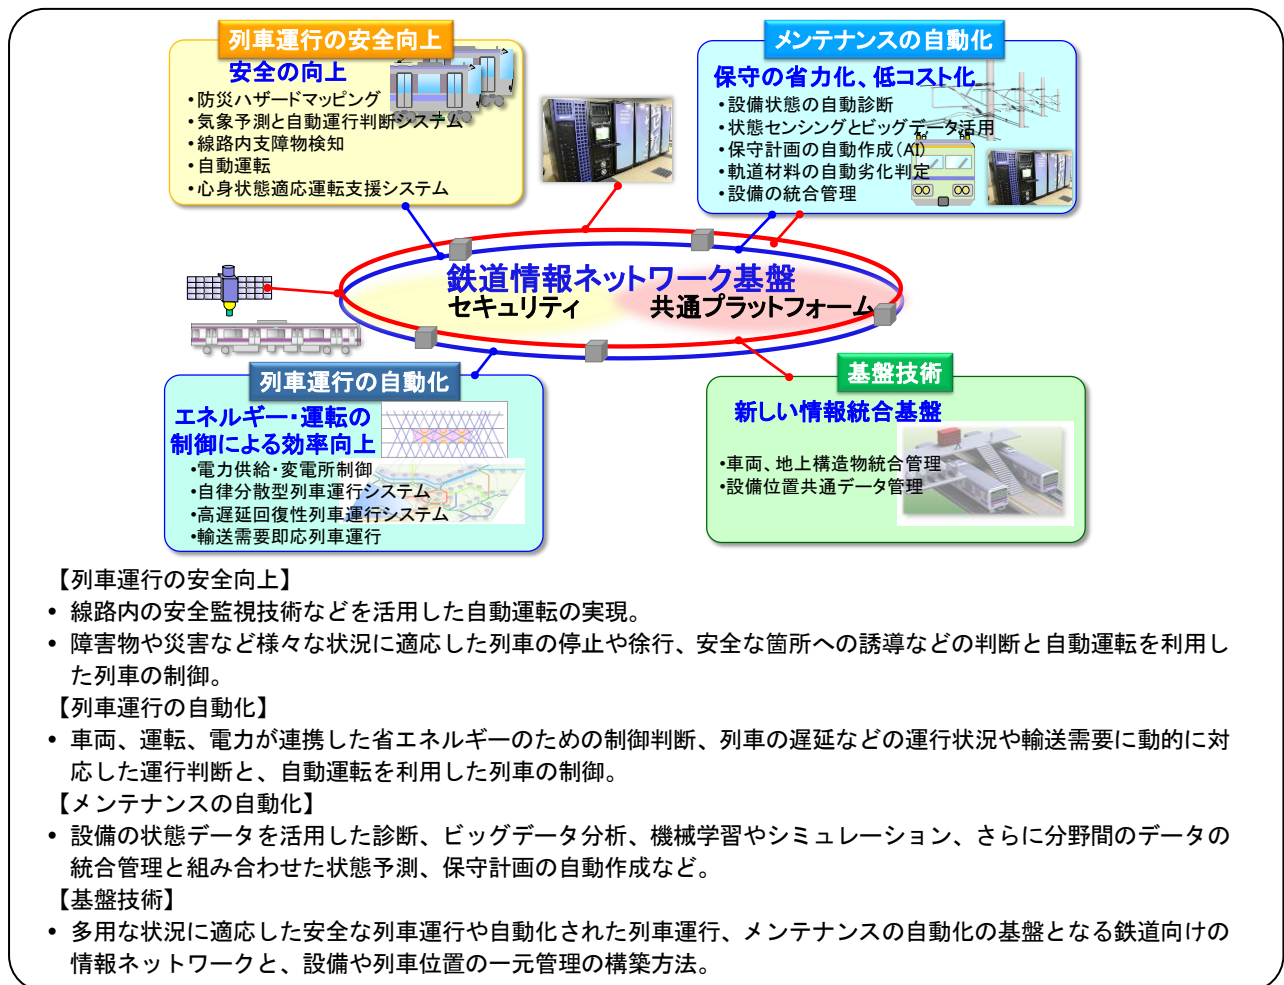 列車運行の安全向上
安全の向上
・防災ハザードマッピング
・気象予測と自動運行判断システム
・線路内支障物検知
・自動運転
・心身状態適応運転支援システム
メンテナンスの自動化
保守の省力化、低コスト化
・設備状態の自動診断
・状態センシングとビッグデータ活用
・保守計画の自動作成(AI)
・軌道材料の自動劣化判定
・設備の統合管理
鉄道情報ネットワーク基盤
セキュリティ 共通プラットフォーム
列車運行の自動化
エネルギー・運転の
制御による効率向上
・電力供給・変電所制御
・自律分散型列車運行システム
・高遅延回復性列車運行システム
・輸送需要即応列車運行
基盤技術
新しい情報統合基盤
・車両、地上構造物統合管理
・設備位置共通データ管理
【列車運行の安全向上】
• 線路内の安全監視技術などを活用した自動運転の実現。
• 障害物や災害など様々な状況に適応した列車の停止や徐行、安全な箇所への誘導などの判断と自動運転を利用し
た列車の制御。
【列車運行の自動化】
• 車両、運転、電力が連携した省エネルギーのための制御判断、列車の遅延などの運行状況や輸送需要に動的に対
応した運行判断と、自動運転を利用した列車の制御。
【メンテナンスの自動化】
• 設備の状態データを活用した診断、ビッグデータ分析、機械学習やシミュレーション、さらに分野間のデータの
統合管理と組み合わせた状態予測、保守計画の自動作成など。
【基盤技術】
• 多用な状況に適応した安全な列車運行や自動化された列車運行、メンテナンスの自動化の基盤となる鉄道向けの
情報ネットワークと、設備や列車位置の一元管理の構築方法。